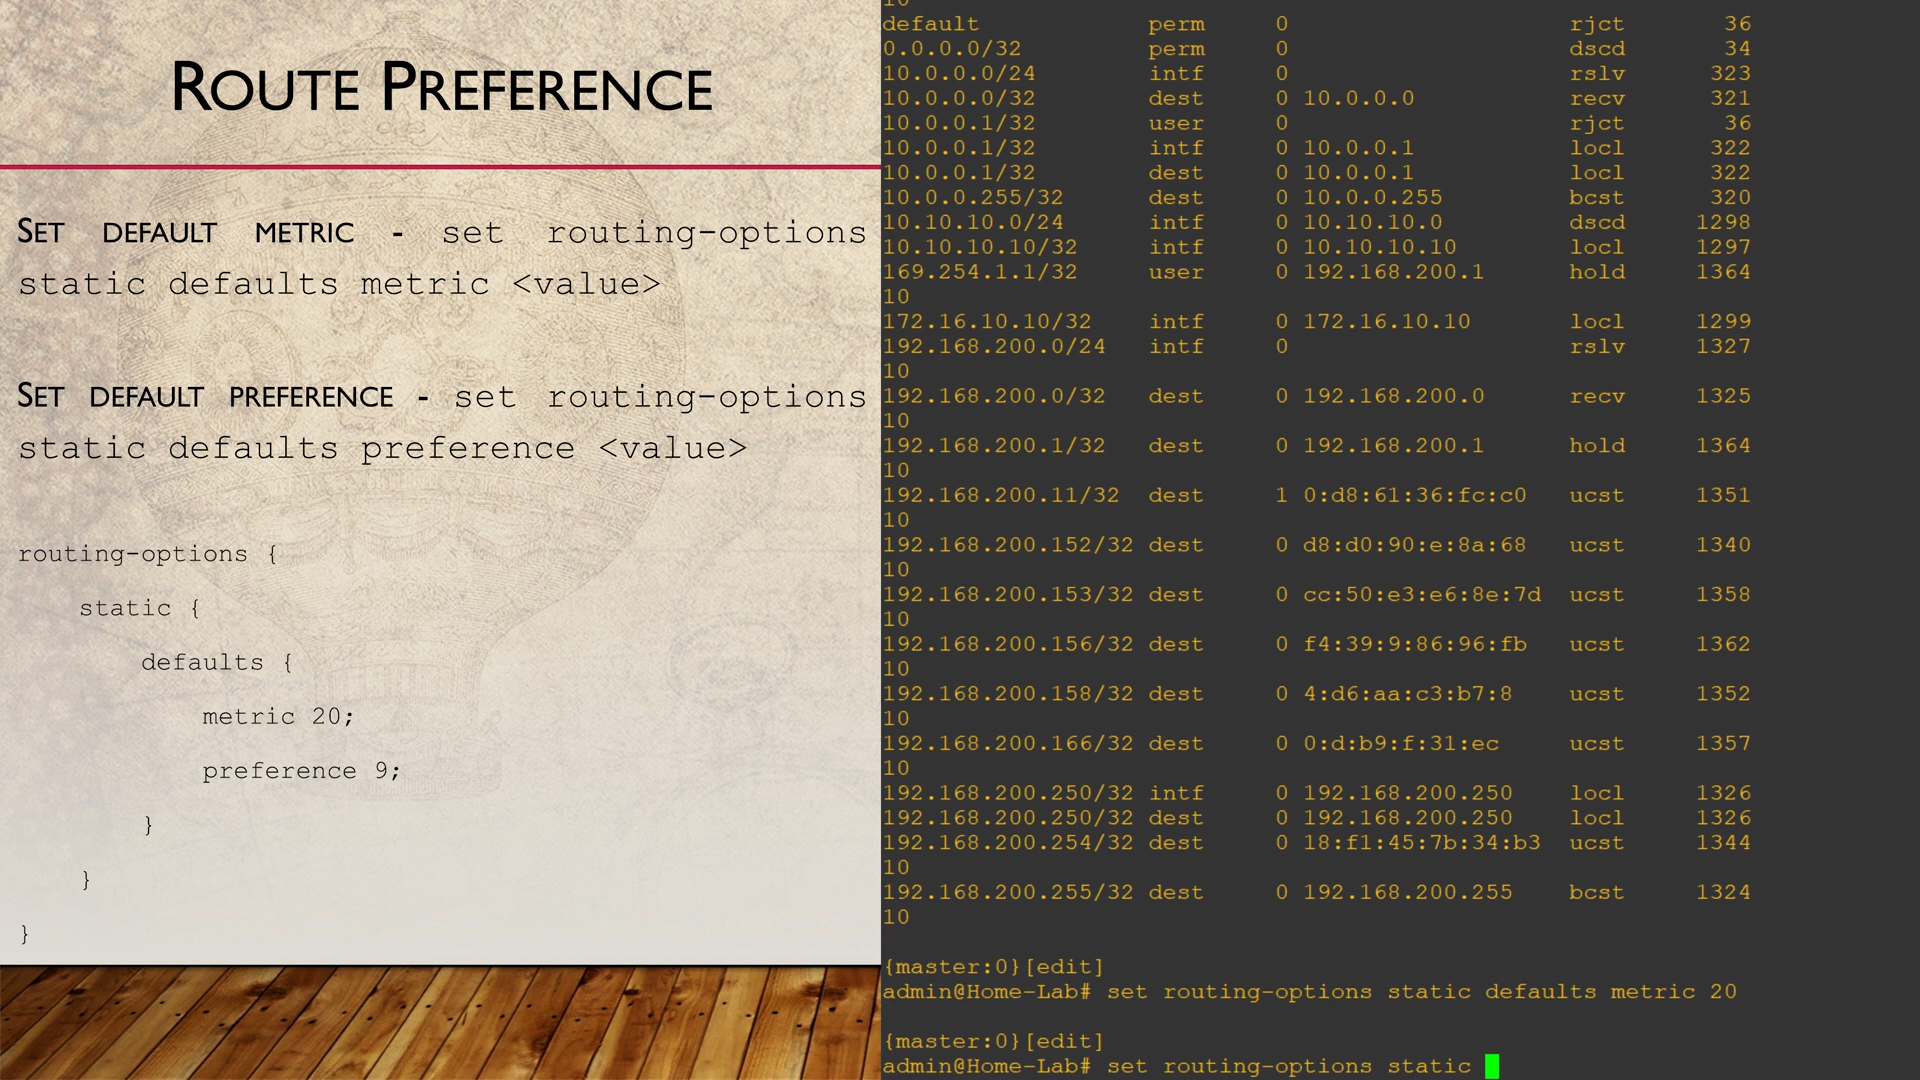 ROUTE PREFERENCE
SET DEFAULT METRIC - set routing-options
static defaults metric <value>
SET DEFAULT PREFERENCE - set routing-options
static defaults preference <value>
routing-options {
static {
defaults {
metric 20;
preference 9;
}
}
}
10
default perm 0 rjct 36
0.0.0.0/32 perm 0 dscd 34
10.0.0.0/24 intf 0 rslv 323
10.0.0.0/32 dest 0 10.0.0.0 recv 321
10.0.0.1/32 user 0 rjct 36
10.0.0.1/32 intf 0 10.0.0.1 locl 322
10.0.0.1/32 dest 0 10.0.0.1 locl 322
10.0.0.255/32 dest 0 10.0.0.255 bcst 320
10.10.10.0/24 intf 0 10.10.10.0 dscd 1298
10.10.10.10/32 intf 0 10.10.10.10 locl 1297
169.254.1.1/32 user 0 192.168.200.1 hold 1364
10
172.16.10.10/32 intf 0 172.16.10.10 locl 1299
192.168.200.0/24 intf 0 rslv 1327
10
192.168.200.0/32 dest 0 192.168.200.0 recv 1325
10
192.168.200.1/32 dest 0 192.168.200.1 hold 1364
10
192.168.200.11/32 dest 1 0:d8:61:36:fc:c0 ucst 1351
10
192.168.200.152/32 dest 0 d8:d0:90:e:8a:68 ucst 1340
10
192.168.200.153/32 dest 0 cc:50:e3:e6:8e:7d ucst 1358
10
192.168.200.156/32 dest 0 f4:39:9:86:96:fb ucst 1362
10
192.168.200.158/32 dest 0 4:d6:aa:c3:b7:8 ucst 1352
10
192.168.200.166/32 dest 0 0:d:b9:f:31:ec ucst 1357
10
192.168.200.250/32 intf 0 192.168.200.250 locl 1326
192.168.200.250/32 dest 0 192.168.200.250 locl 1326
192.168.200.254/32 dest 0 18:f1:45:7b:34:b3 ucst 1344
10
192.168.200.255/32 dest 0 192.168.200.255 bcst 1324
10
{master:0}[edit]
admin@Home-Lab# set routing-options static defaults metric 20
{master:0}[edit]
admin@Home-Lab# set routing-options static